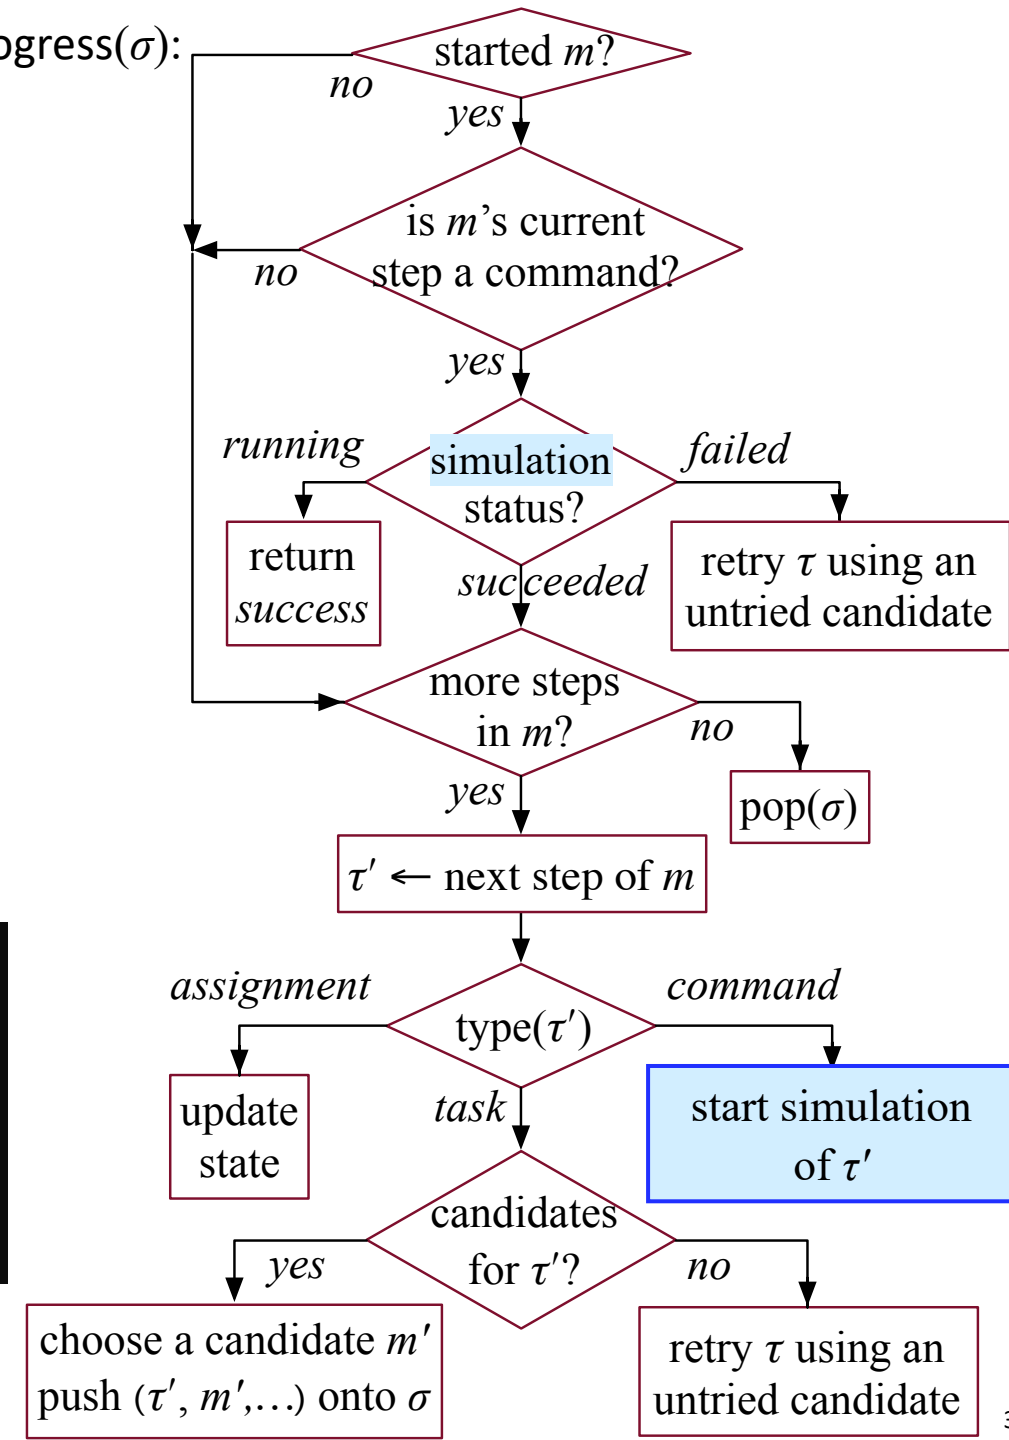 ogress(σ):
started m?
no
yes
is m's current
step a command?
no
yes
running
simulation
status?
failed
return
success
succeeded
retry τ using an
untried candidate
more steps
in m?
no
yes
pop(σ)
τ′ ← next step of m
assignment
type(τ′)
command
update
state
task
start simulation
of τ′
candidates
for τ′?
yes
no
choose a candidate m′
push (τ′, m′,…) onto σ
retry τ using an
untried candidate
3